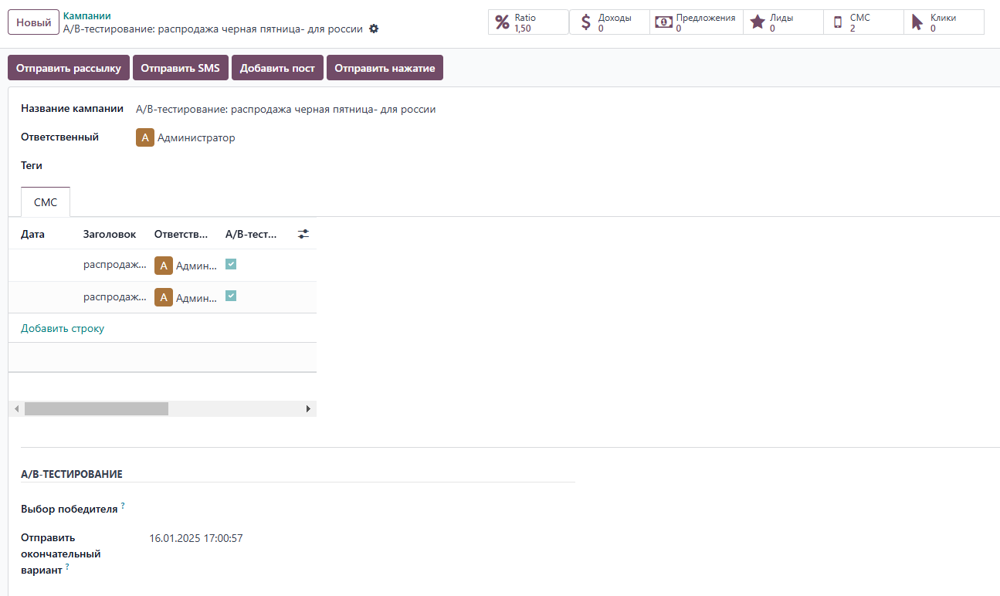 Новый
Кампании
A/B-тестирование: распродажа черная пятница- для россии
Ratio
1,50
Доходы
0
Предложения
0
Лиды
0
СМС
2
Клики
0
Отправить рассылку
Отправить SMS
Добавить пост
Отправить нажатие
Название кампании
A/B-тестирование: распродажа черная пятница- для россии
Ответственный
А Администратор
Теги
СМС
Дата Заголовок Ответств... A/B-тест...
распродаж... А Админ...
распродаж... А Админ...
Добавить строку
A/B-ТЕСТИРОВАНИЕ
Выбор победителя ?
Отправить 16.01.2025 17:00:57
окончательный
вариант ?